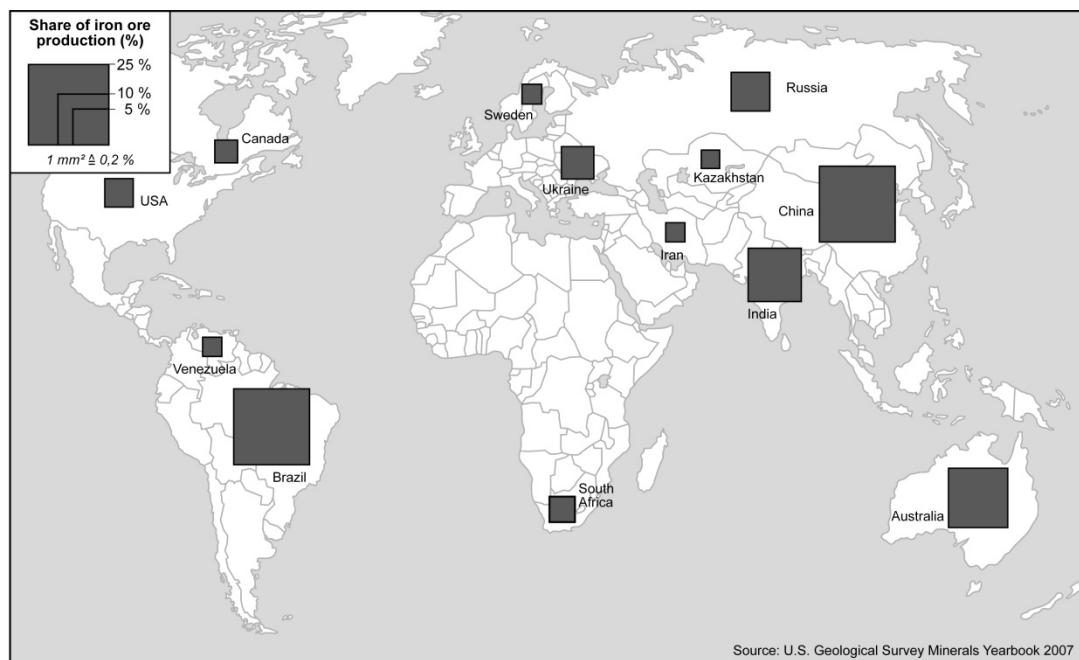 Share of iron ore
production (%)
25 %
10 %
5 %
1 mm² ≙ 0,2 %
Canada
USA
Sweden
Russia
Ukraine
Kazakhstan
China
Iran
India
Venezuela
Brazil
South
Africa
Australia
Source: U.S. Geological Survey Minerals Yearbook 2007